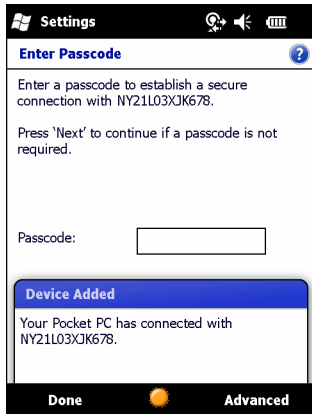 Settings
Enter Passcode
?
Enter a passcode to establish a secure
connection with NY21L03XJK678.
Press ‘Next’ to continue if a passcode is not
required.
Passcode:
Device Added
Your Pocket PC has connected with
NY21L03XJK678.
Done
Advanced